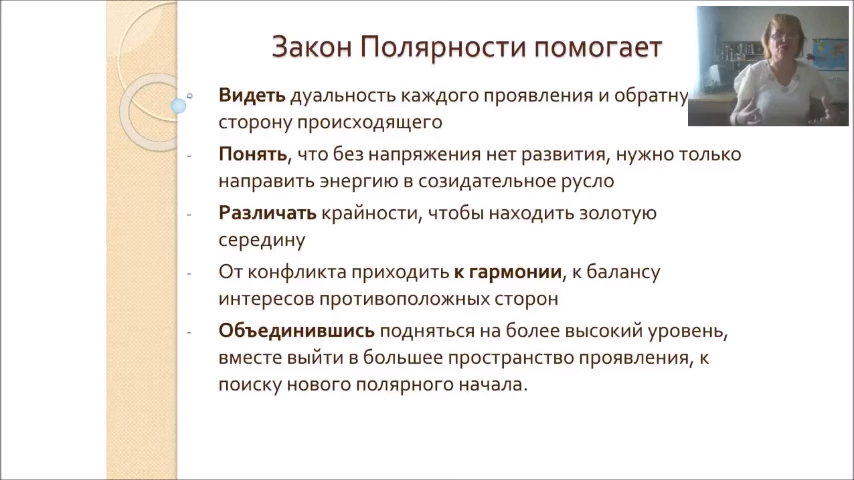 Закон Полярности помогает
Видеть дуальность каждого проявления и обратну
сторону происходящего
- Понять, что без напряжения нет развития, нужно только
направить энергию в созидательное русло
- Различать крайности, чтобы находить золотую
середину
- От конфликта приходить к гармонии, к балансу
интересов противоположных сторон
- Объединившись подняться на более высокий уровень,
вместе выйти в большее пространство проявления, к
поиску нового полярного начала.